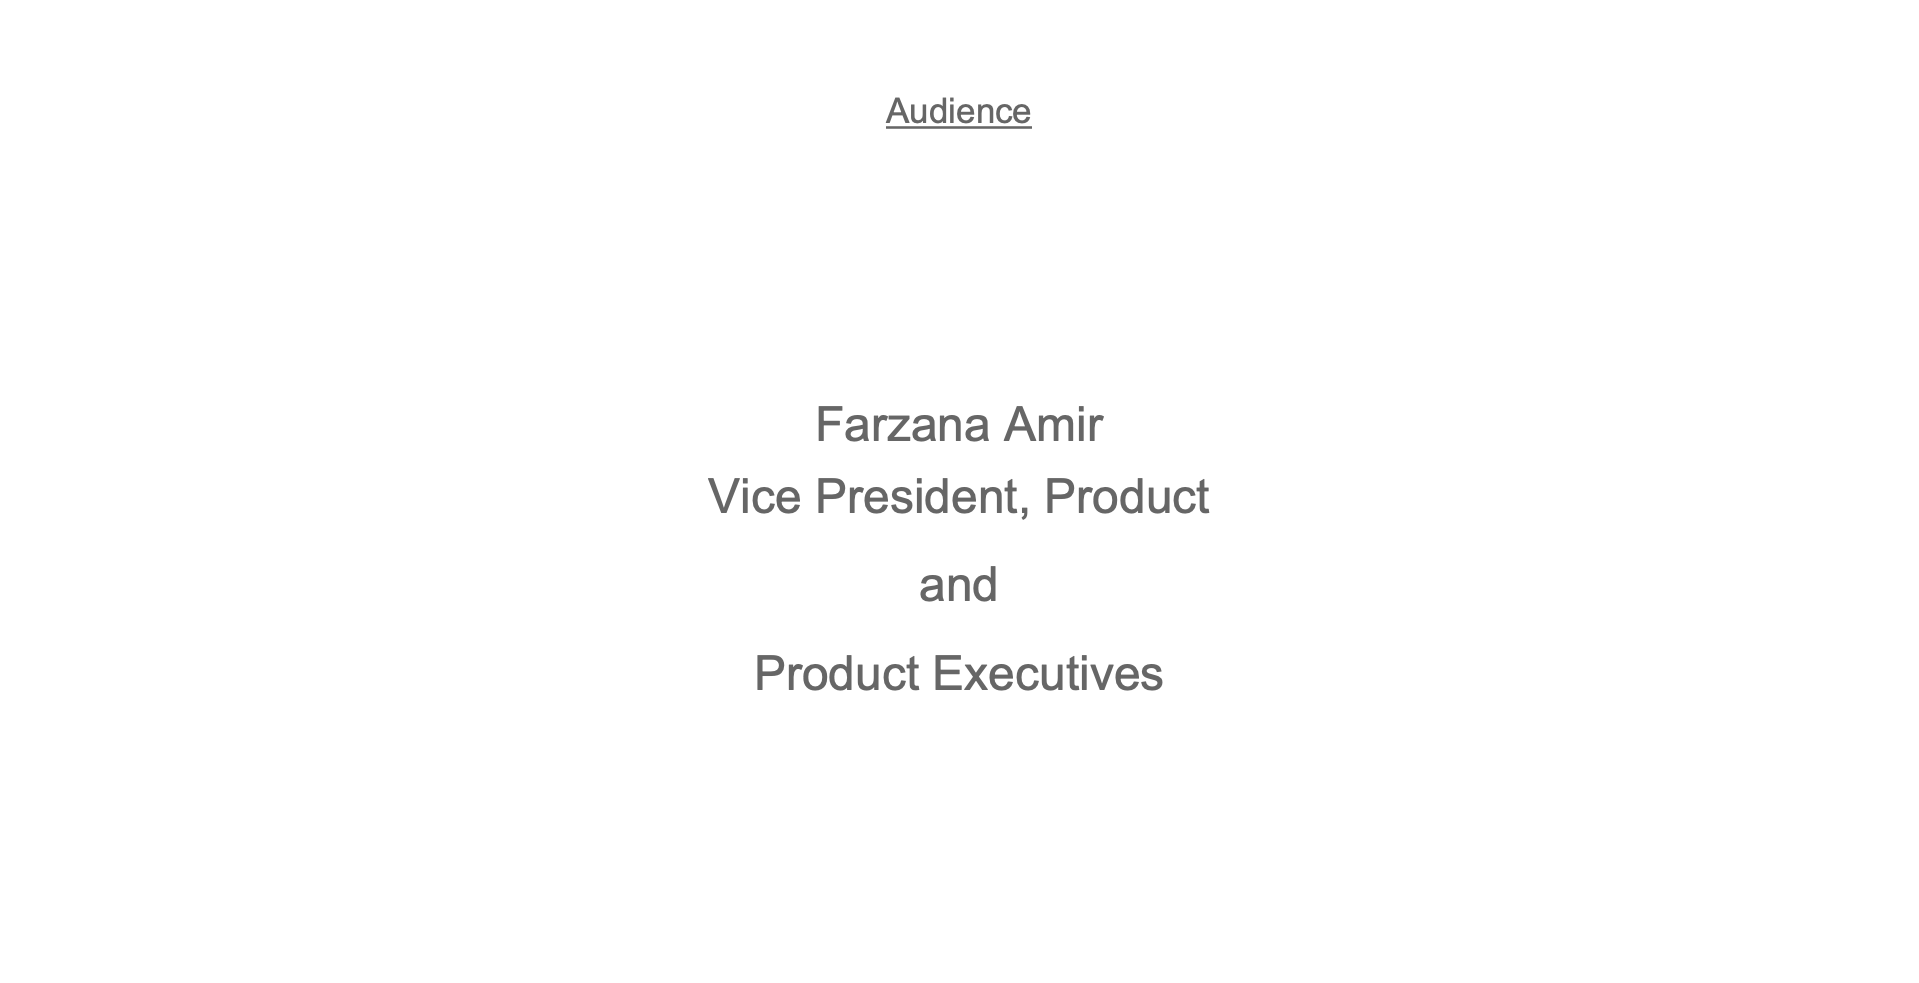 Audience
Farzana Amir
Vice President, Product
and
Product Executives